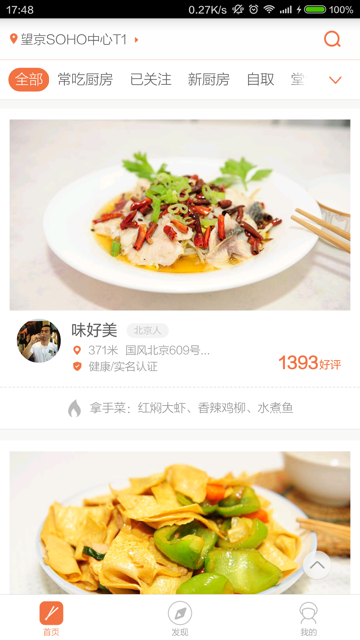 17:48
0.27K/s
100%
望京SOHO中心T1
全部 常吃厨房 已关注 新厨房 自取 堂
味好美 北京人
371米 国风北京609号...
健康/实名认证
1393好评
拿手菜：红焖大虾、香辣鸡柳、水煮鱼
首页 发现 我的